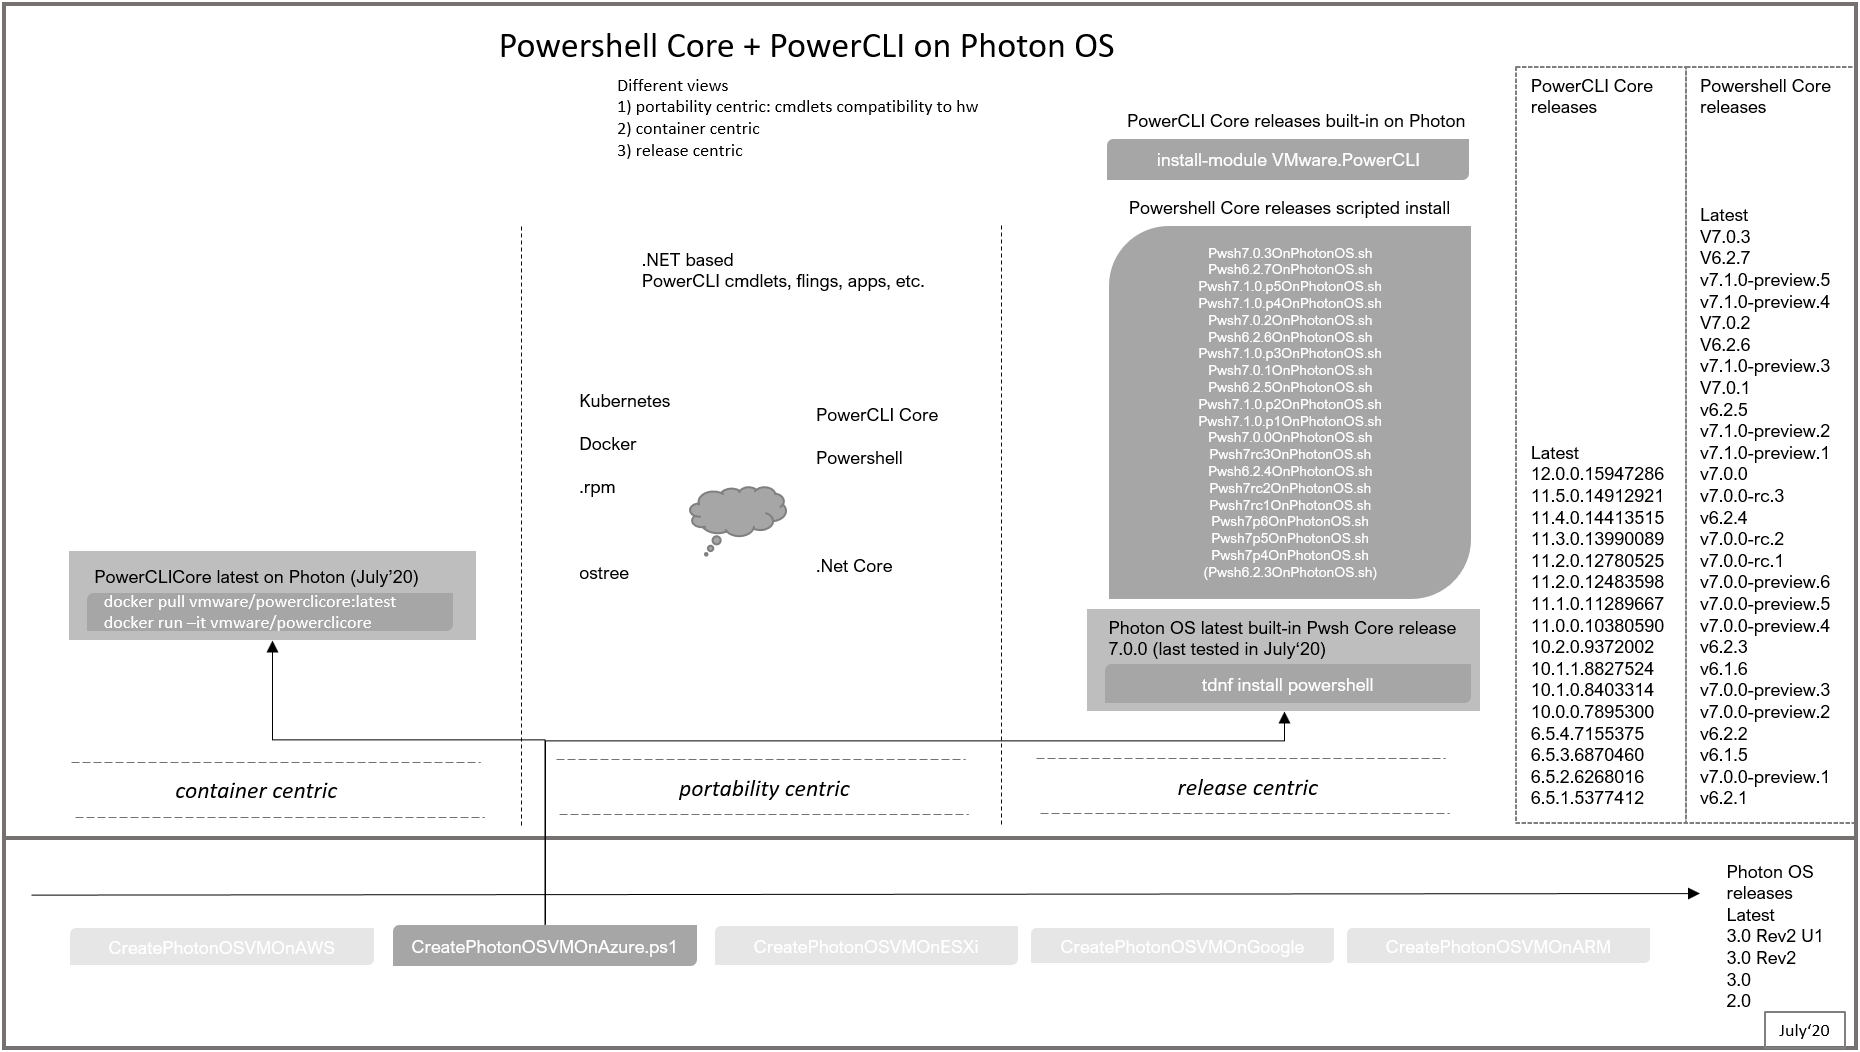 Powershell Core + PowerCLI on Photon OS
Different views
1) portability centric: cmdlets compatibility to hw
2) container centric
3) release centric
PowerCLICore latest on Photon (July’20)
docker pull vmware/powerclicore:latest
docker run –it vmware/powerclicore
container centric
.NET based
PowerCLI cmdlets, flings, apps, etc.
Kubernetes
Docker
.rpm
ostree
PowerCLI Core
Powershell
.Net Core
portability centric
PowerCLI Core releases built-in on Photon
install-module VMware.PowerCLI
Powershell Core releases scripted install
Pwsh7.0.3OnPhotonOS.sh
Pwsh6.2.7OnPhotonOS.sh
Pwsh7.1.0.p5OnPhotonOS.sh
Pwsh7.1.0.p4OnPhotonOS.sh
Pwsh7.0.2OnPhotonOS.sh
Pwsh6.2.6OnPhotonOS.sh
Pwsh7.1.0.p3OnPhotonOS.sh
Pwsh7.0.1OnPhotonOS.sh
Pwsh6.2.5OnPhotonOS.sh
Pwsh7.1.0.p2OnPhotonOS.sh
Pwsh7.1.0.p1OnPhotonOS.sh
Pwsh7.0.0OnPhotonOS.sh
Pwsh7rc3OnPhotonOS.sh
Pwsh6.2.4OnPhotonOS.sh
Pwsh7rc2OnPhotonOS.sh
Pwsh7rc1OnPhotonOS.sh
Pwsh7p6OnPhotonOS.sh
Pwsh7p5OnPhotonOS.sh
Pwsh7p4OnPhotonOS.sh
(Pwsh6.2.3OnPhotonOS.sh)
Photon OS latest built-in Pwsh Core release
7.0.0 (last tested in July‘20)
tdnf install powershell
release centric
PowerCLI Core
releases
Latest
12.0.0.15947286
11.5.0.14912921
11.4.0.14413515
11.3.0.13990089
11.2.0.12780525
11.2.0.12483598
11.1.0.11289667
11.0.0.10380590
10.2.0.9372002
10.1.1.8827524
10.1.0.8403314
10.0.0.7895300
6.5.4.7155375
6.5.3.6870460
6.5.2.6268016
6.5.1.5377412
Powershell Core
releases
Latest
V7.0.3
V6.2.7
v7.1.0-preview.5
v7.1.0-preview.4
V7.0.2
V6.2.6
v7.1.0-preview.3
V7.0.1
v6.2.5
v7.1.0-preview.2
v7.1.0-preview.1
v7.0.0
v7.0.0-rc.3
v6.2.4
v7.0.0-rc.2
v7.0.0-rc.1
v7.0.0-preview.6
v7.0.0-preview.5
v7.0.0-preview.4
v6.2.3
v6.1.6
v7.0.0-preview.3
v7.0.0-preview.2
v6.2.2
v6.1.5
v7.0.0-preview.1
v6.2.1
CreatePhotonOSVMOnAWS
CreatePhotonOSVMOnAzure.ps1
CreatePhotonOSVMOnESXi
CreatePhotonOSVMOnGoogle
CreatePhotonOSVMOnARM
Photon OS
releases
Latest
3.0 Rev2 U1
3.0 Rev2
3.0
2.0
July‘20